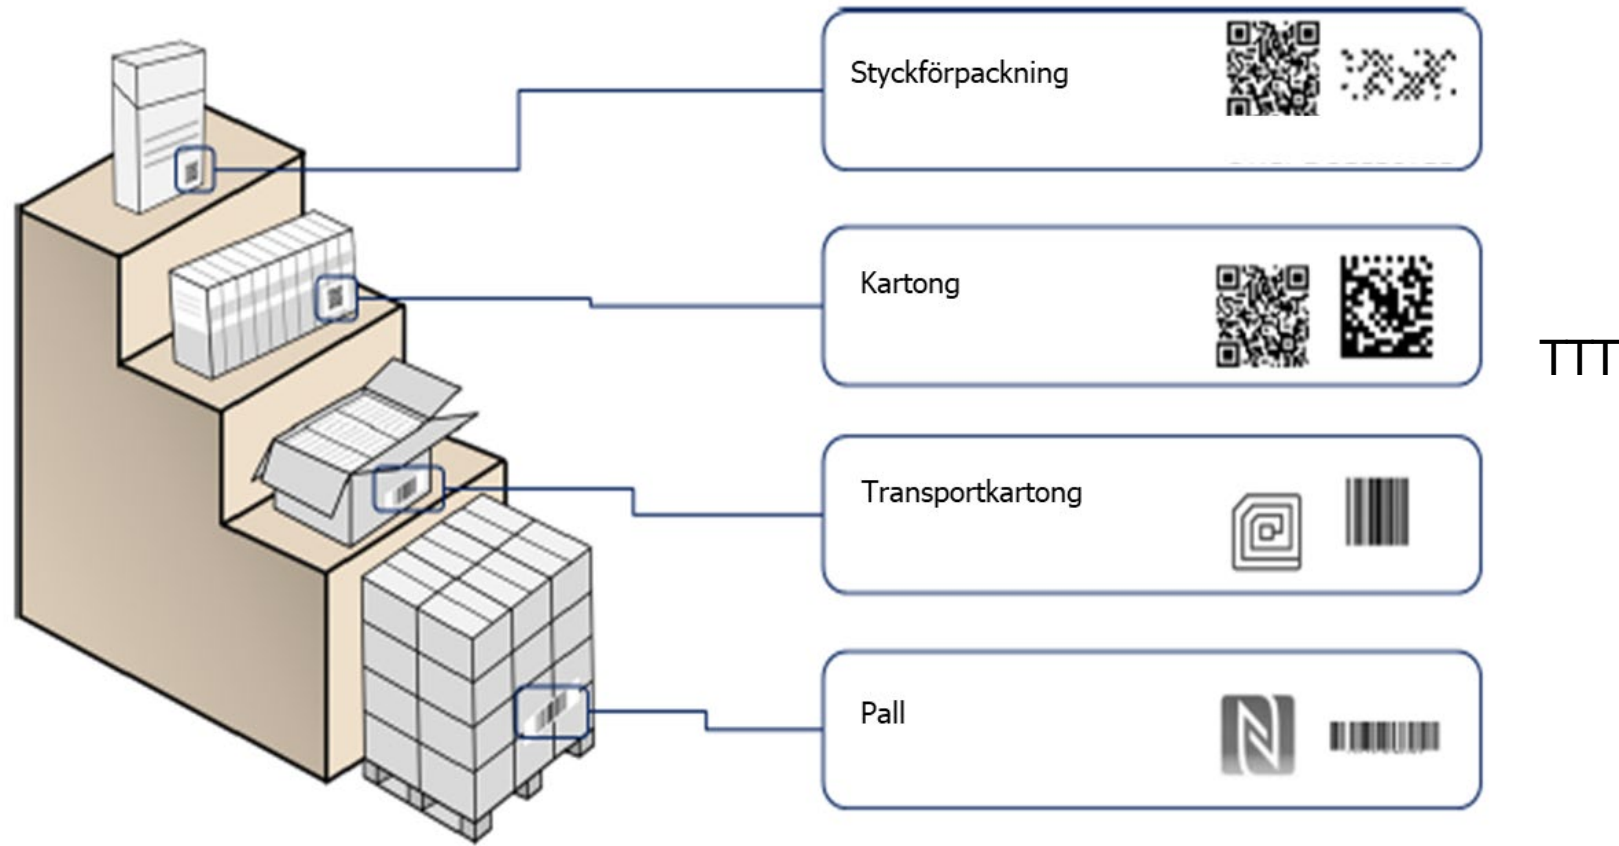 Styckförpackning
Kartong
TTT
Transportkartong
Pall